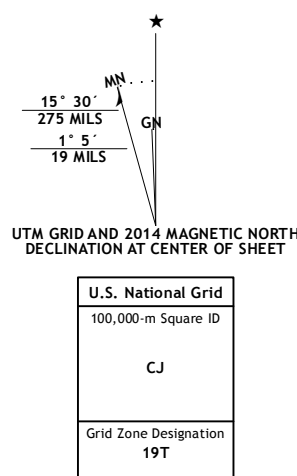 MN
GN
15° 30´
275 MILS
1° 5´
19 MILS
UTM GRID AND 2014 MAGNETIC NORTH
DECLINATION AT CENTER OF SHEET
U.S. National Grid
100,000-m Square ID
CJ
Grid Zone Designation
19T